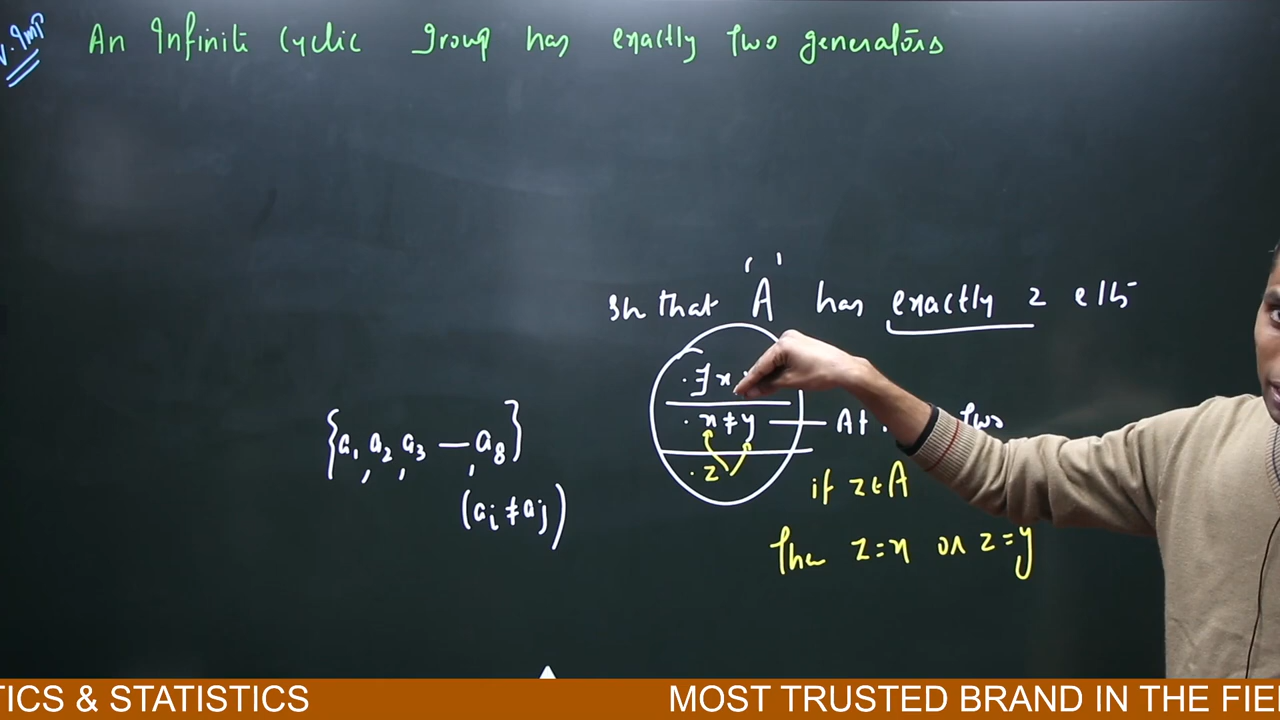 V. Imp An Infinite Cyclic group has exactly Two generators
Sh that 'A' has exactly 2 elts
∃ x
x ≠ y — At Two
z
if z ∈ A
Then z = x or z = y
{a₁, a₂, a₃ — , a₈}
(aᵢ ≠ aⱼ)
TICS & STATISTICS MOST TRUSTED BRAND IN THE FIE